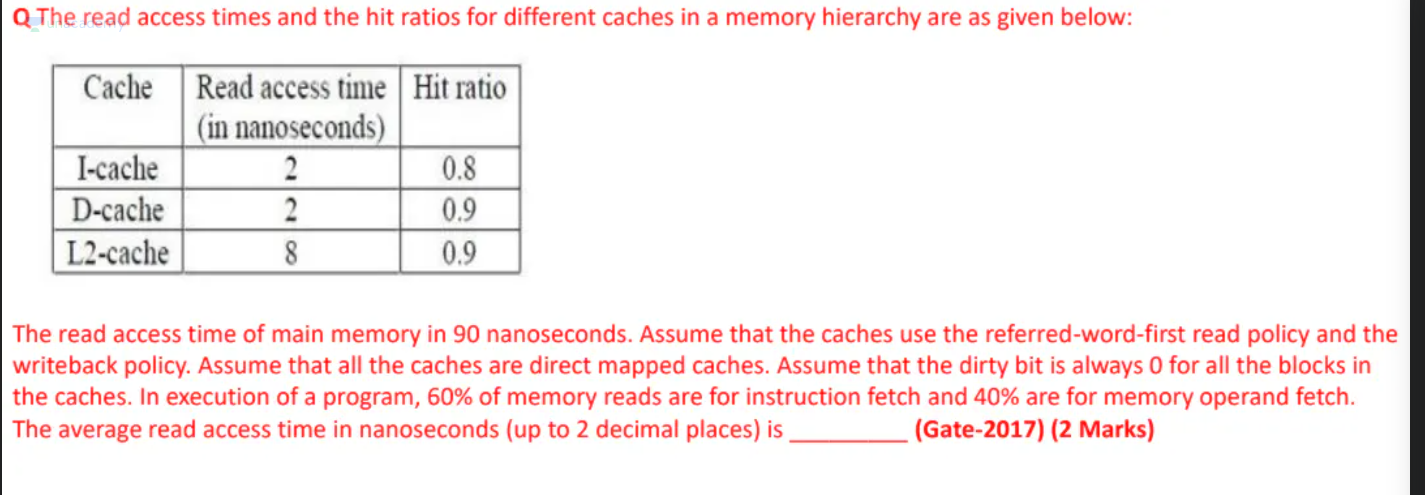 Q The read access times and the hit ratios for different caches in a memory hierarchy are as given below:
Cache Read access time Hit ratio
(in nanoseconds)
I-cache 2 0.8
D-cache 2 0.9
L2-cache 8 0.9
The read access time of main memory in 90 nanoseconds. Assume that the caches use the referred-word-first read policy and the
writeback policy. Assume that all the caches are direct mapped caches. Assume that the dirty bit is always 0 for all the blocks in
the caches. In execution of a program, 60% of memory reads are for instruction fetch and 40% are for memory operand fetch.
The average read access time in nanoseconds (up to 2 decimal places) is _________ (Gate-2017) (2 Marks)